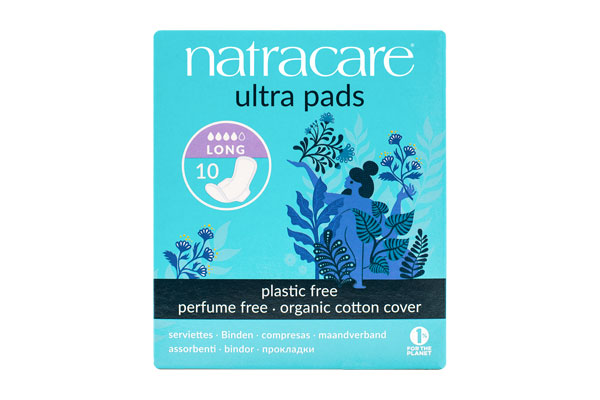 natracare®
ultra pads
LONG
10
plastic free
perfume free · organic cotton cover
serviettes · Binden · compresas · maandverband
assorbenti · bindor · прокладки
1%
FOR THE
PLANET